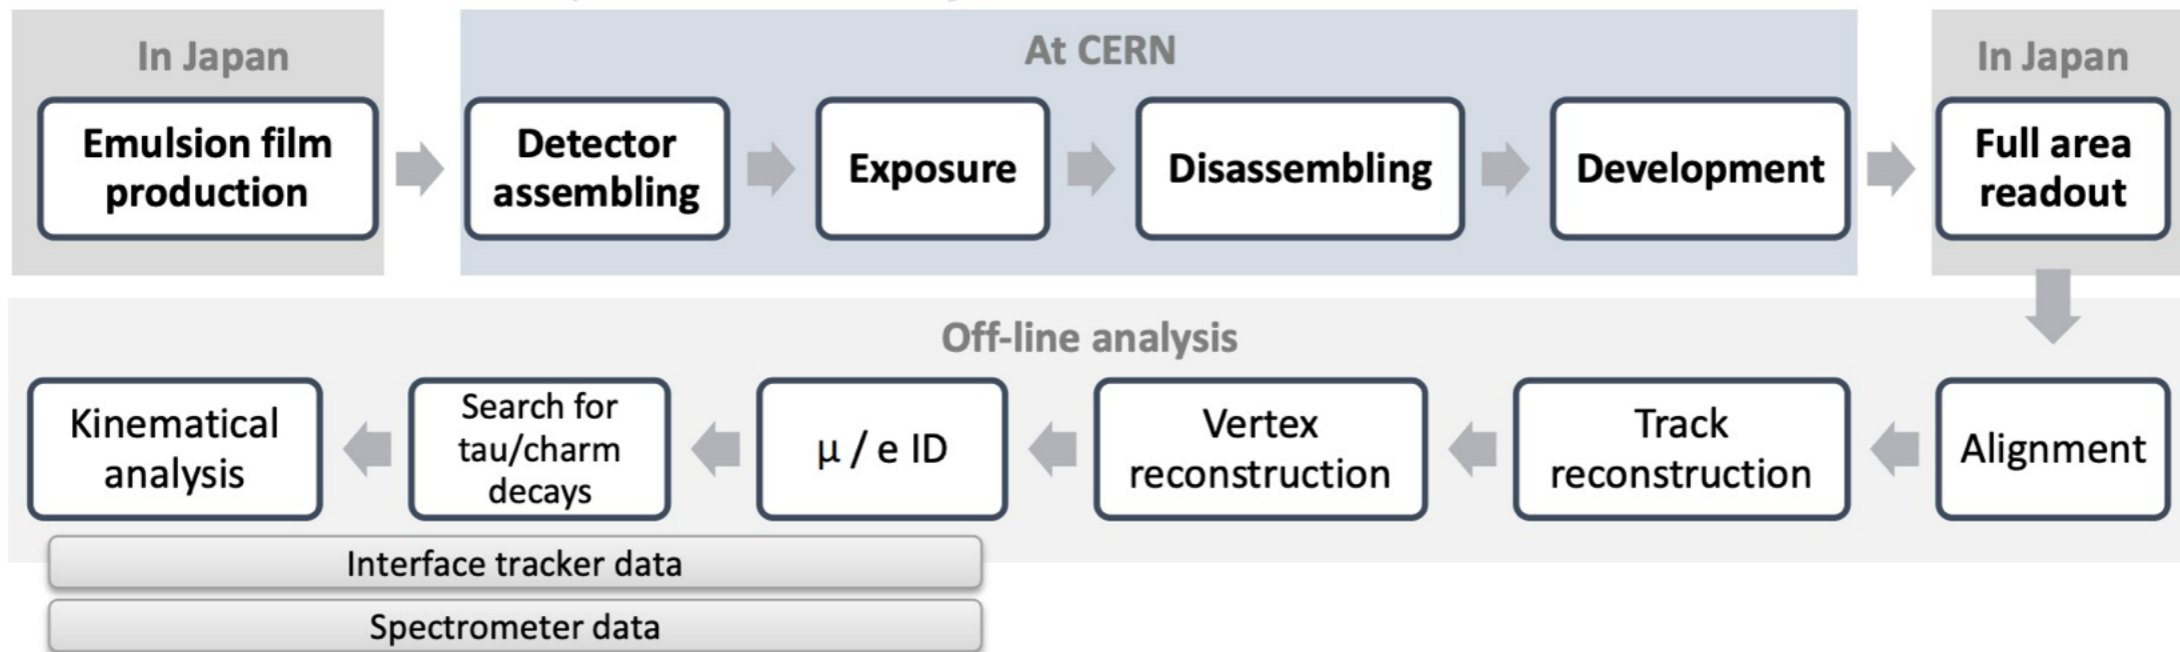 In Japan
At CERN
In Japan
Emulsion film
production
Detector
assembling
Exposure
Disassembling
Development
Full area
readout
Off-line analysis
Kinematical
analysis
Search for
tau/charm
decays
μ / e ID
Vertex
reconstruction
Track
reconstruction
Alignment
Interface tracker data
Spectrometer data